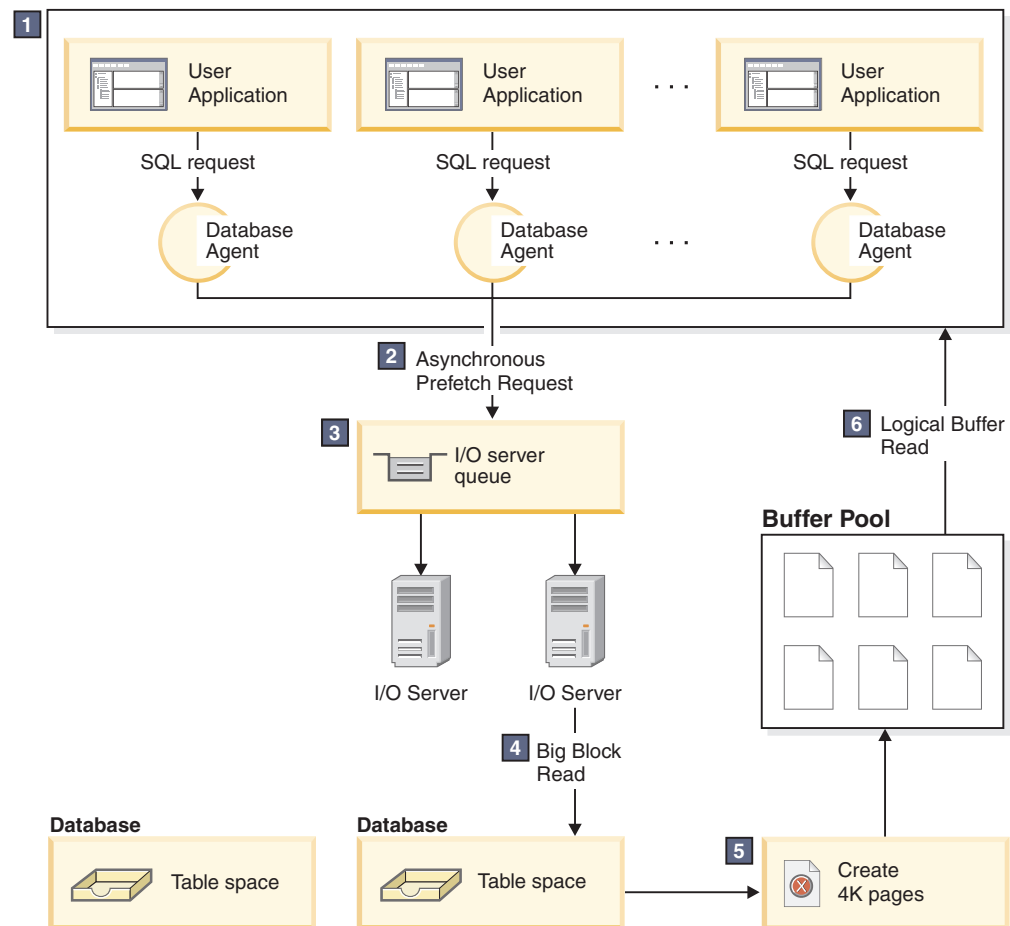 1
User
Application
User
Application
. . .
User
Application
SQL request
SQL request
SQL request
Database
Agent
Database
Agent
. . .
Database
Agent
2
Asynchronous
Prefetch Request
3
I/O server
queue
6
Logical Buffer
Read
Buffer Pool
I/O Server
I/O Server
4
Big Block
Read
Database
Table space
Database
Table space
5
Create
4K pages